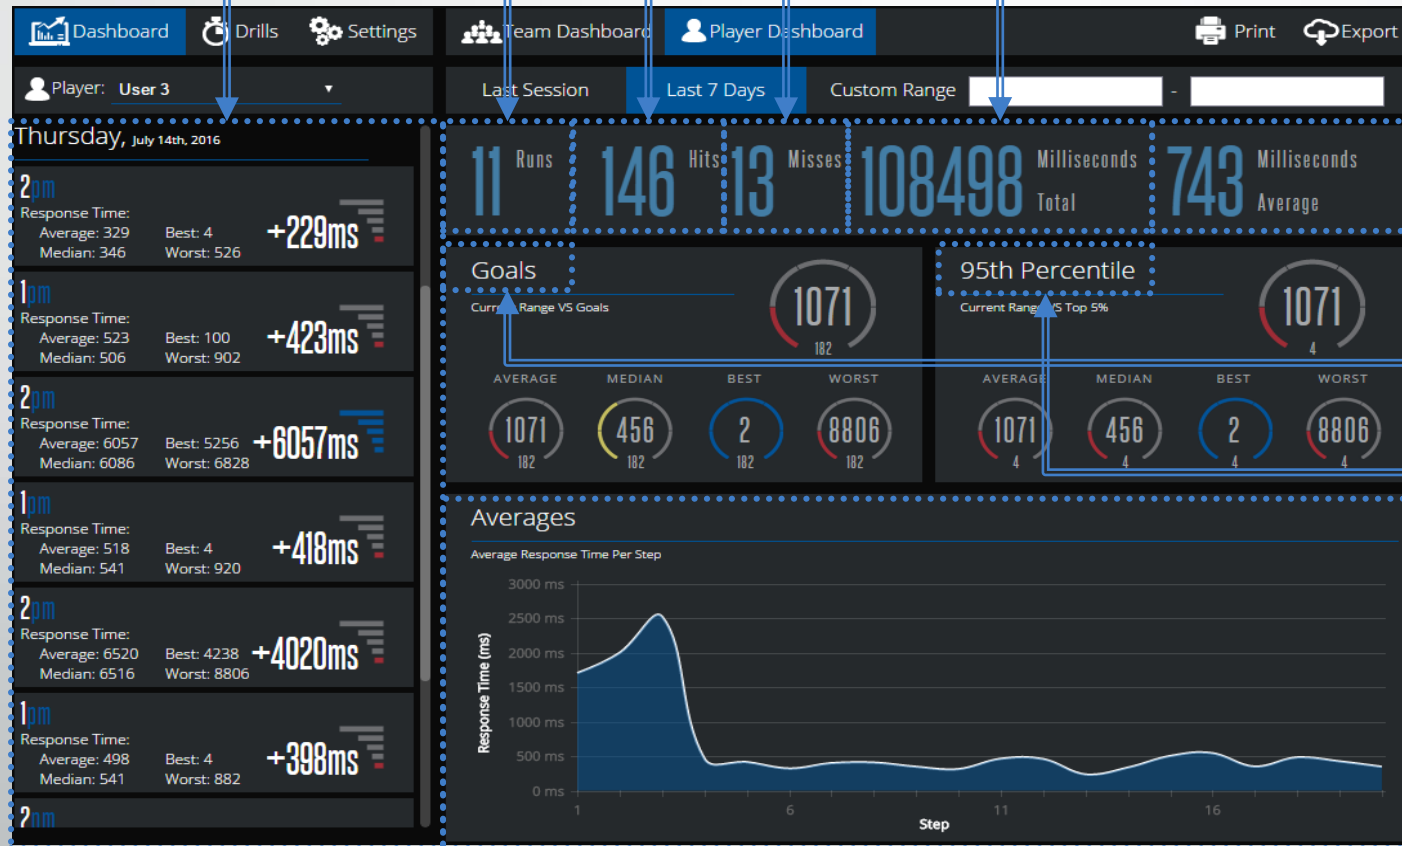 Dashboard Drills Settings Team Dashboard Player Dashboard Print Export
Player: User 3
Last Session Last 7 Days Custom Range -
Thursday, July 14th, 2016
2pm
Response Time:
Average: 329 Best: 4
Median: 346 Worst: 526
+229ms
1pm
Response Time:
Average: 523 Best: 100
Median: 506 Worst: 902
+423ms
2pm
Response Time:
Average: 6057 Best: 5256
Median: 6086 Worst: 6828
+6057ms
1pm
Response Time:
Average: 518 Best: 4
Median: 541 Worst: 920
+418ms
2pm
Response Time:
Average: 6520 Best: 4238
Median: 6516 Worst: 8806
+4020ms
1pm
Response Time:
Average: 498 Best: 4
Median: 541 Worst: 882
+398ms
2pm
11 Runs
146 Hits
13 Misses
108498 Milliseconds
Total
743 Milliseconds
Average
Goals
Current Range VS Goals
1071
182
AVERAGE MEDIAN BEST WORST
1071 456 2 8806
182 182 182 182
95th Percentile
Current Range VS Top 5%
1071
4
AVERAGE MEDIAN BEST WORST
1071 456 2 8806
4 4 4 4
Averages
Average Response Time Per Step
Response Time (ms)
3000 ms
2500 ms
2000 ms
1500 ms
1000 ms
500 ms
0 ms
1 6 11 16
Step